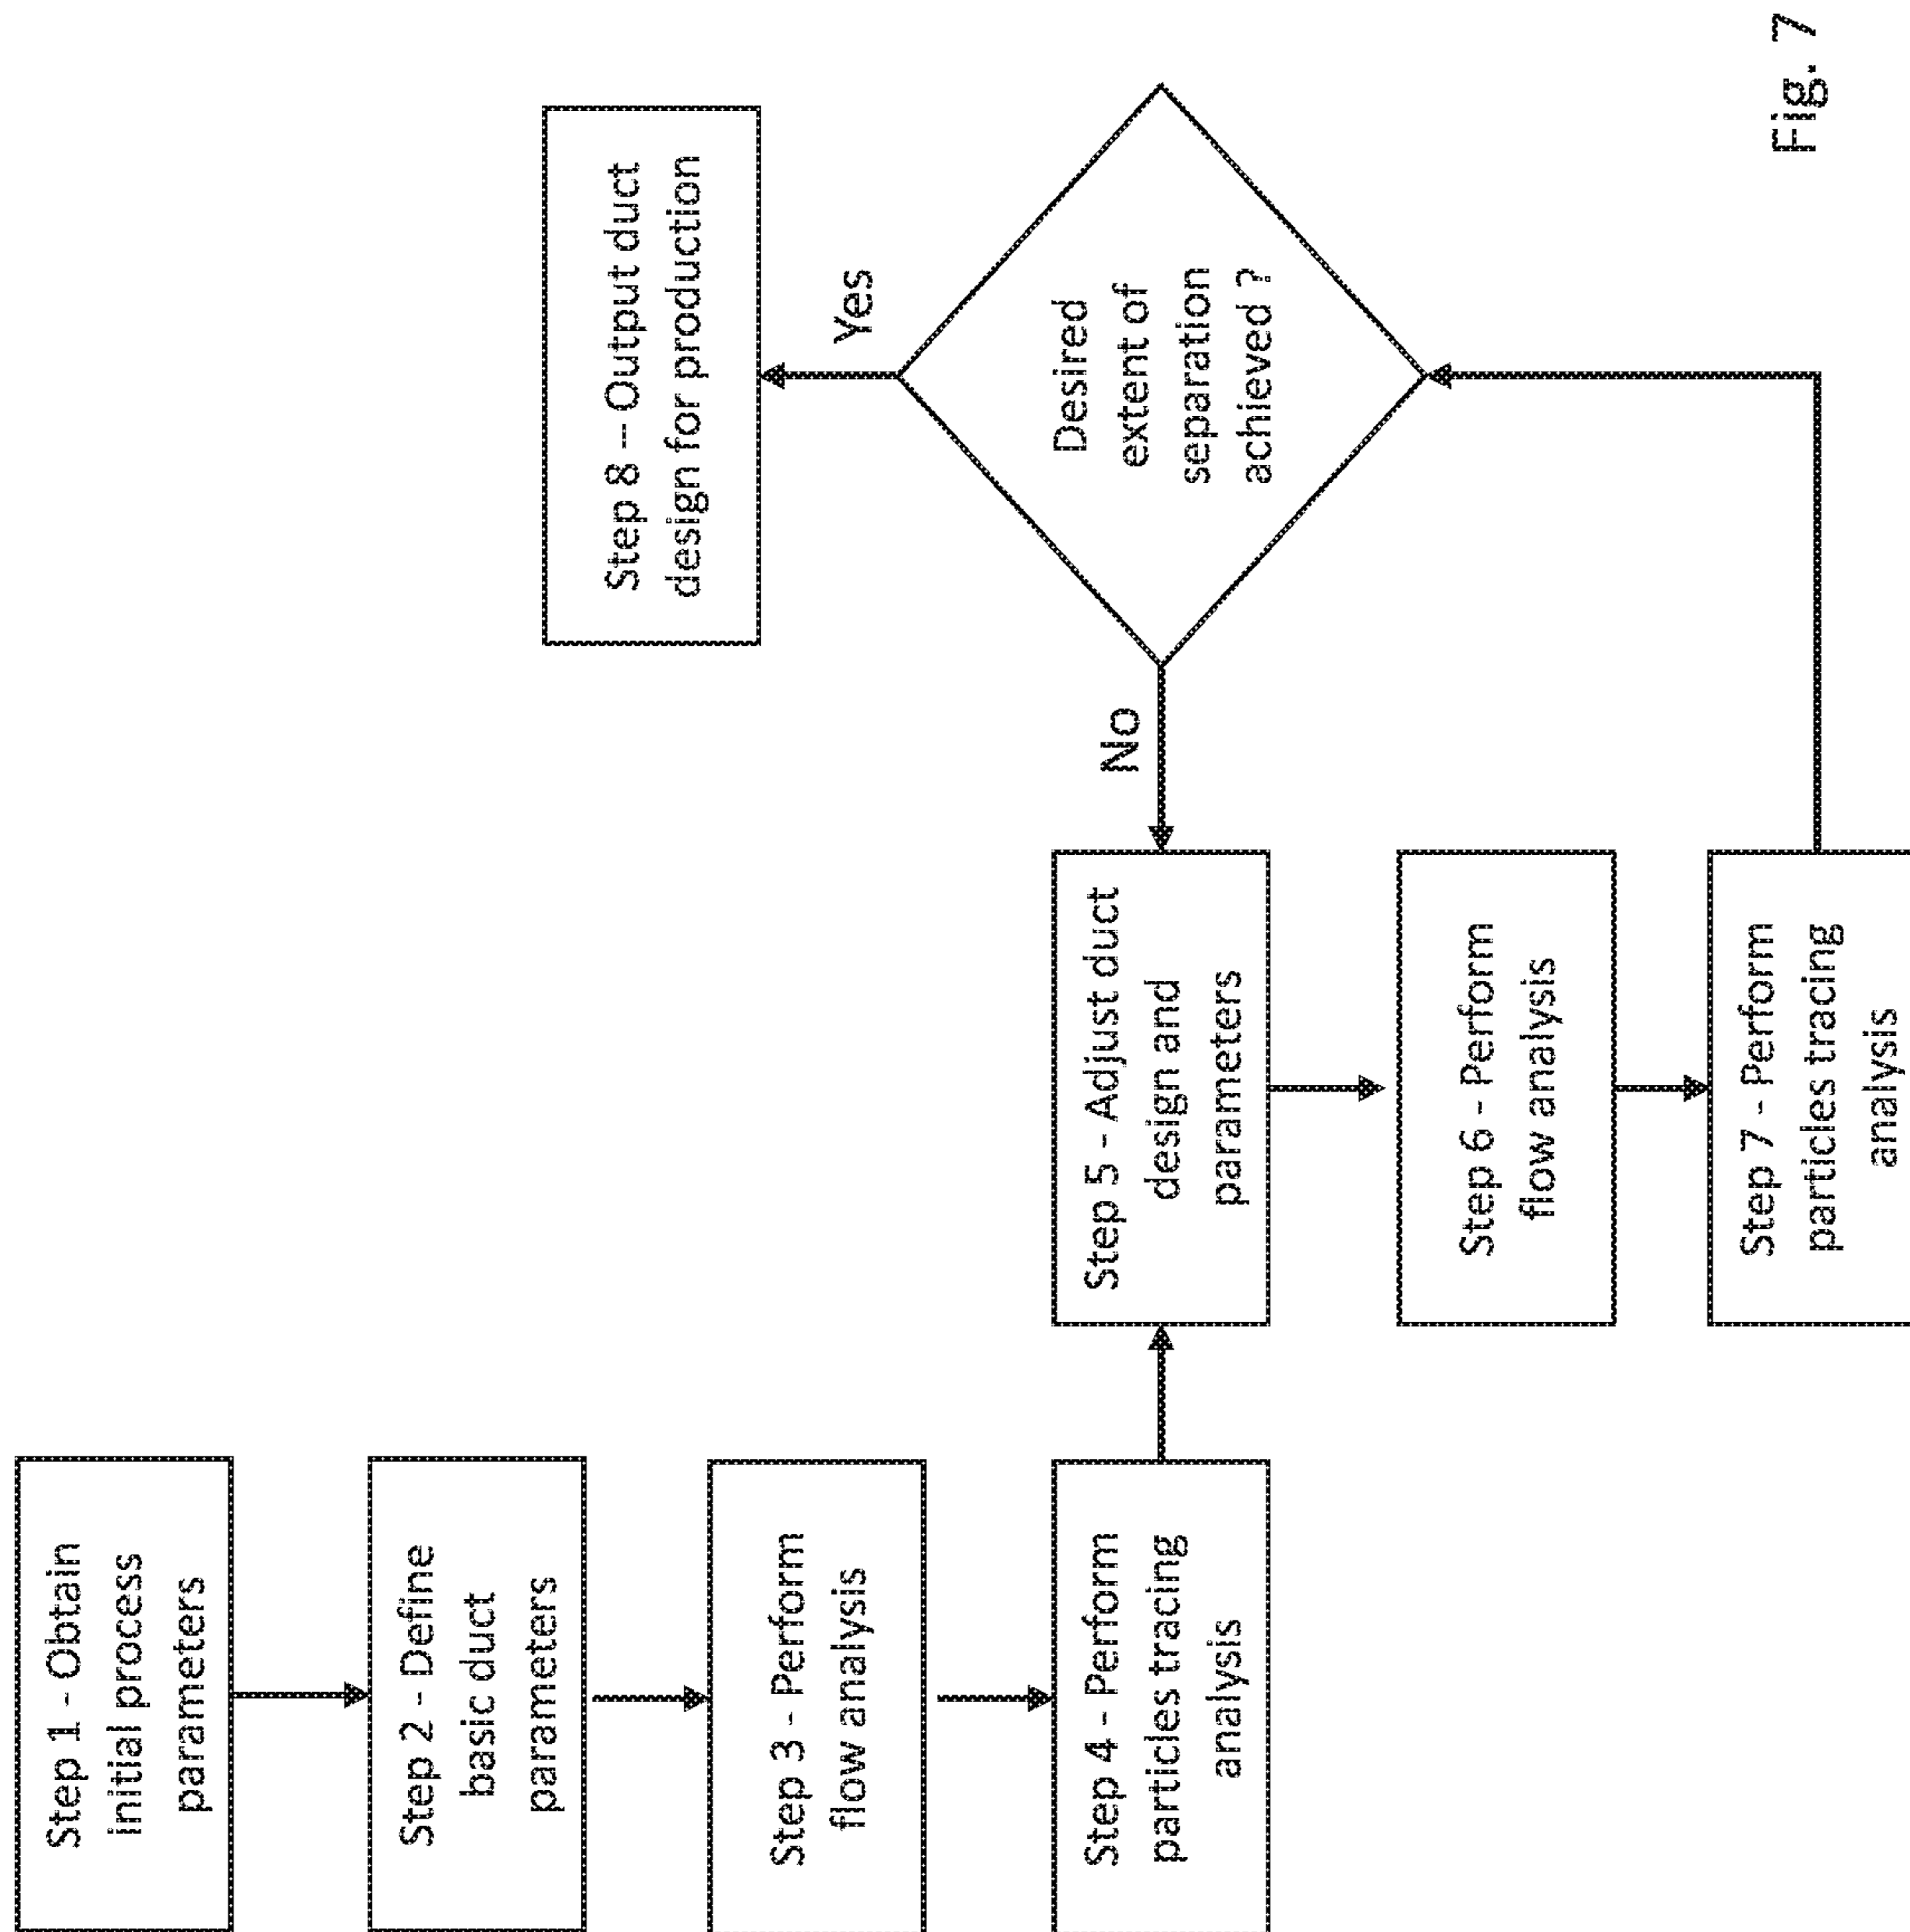 Step 1 - Obtain
initial process
parameters
Step 2 - Define
basic duct
parameters
Step 3 - Perform
flow analysis
Step 4 - Perform
particles tracing
analysis
Step 5 - Adjust duct
design and
parameters
Step 6 - Perform
flow analysis
Step 7 - Perform
particles tracing
analysis
No
Desired
extent of
separation
achieved ?
Yes
Step 8 -- Output duct
design for production
Fig. 7